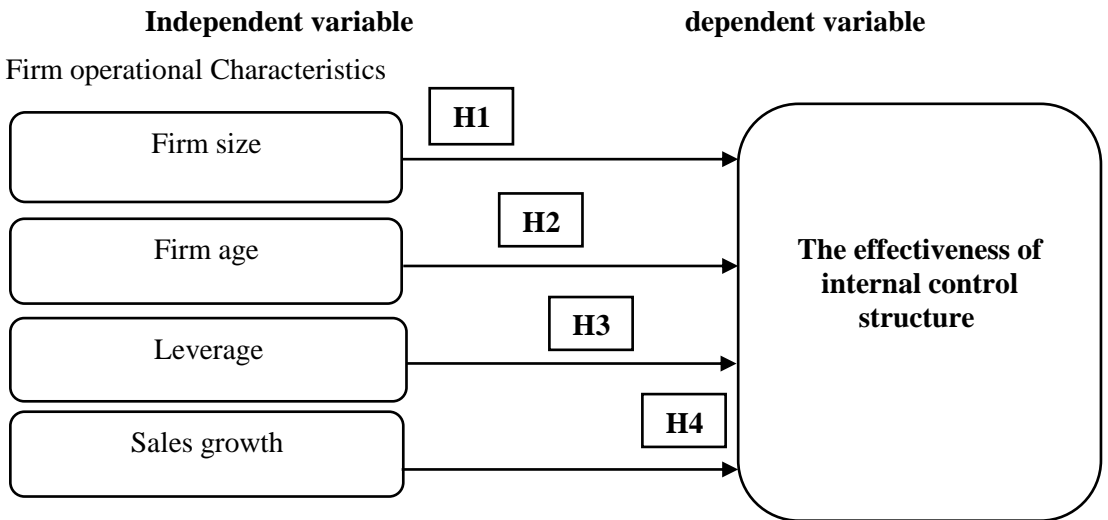 Independent variable dependent variable
Firm operational Characteristics
H1
Firm size
H2
Firm age
The effectiveness of
internal control
structure
H3
Leverage
H4
Sales growth